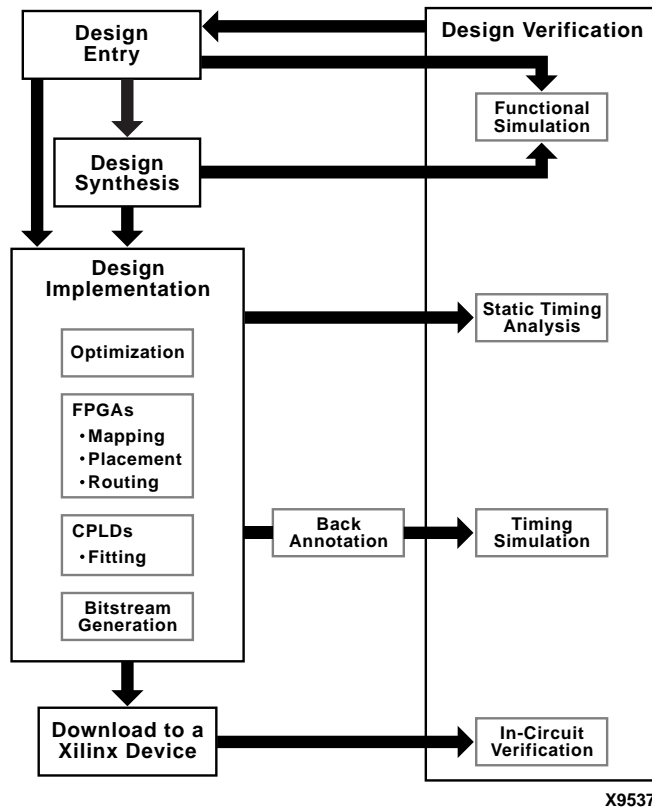 Design
Entry
Design Verification
Functional
Simulation
Design
Synthesis
Design
Implementation
Static Timing
Analysis
Optimization
FPGAs
· Mapping
· Placement
· Routing
Back
Annotation
Timing
Simulation
CPLDs
· Fitting
Bitstream
Generation
Download to a
Xilinx Device
In-Circuit
Verification
X9537